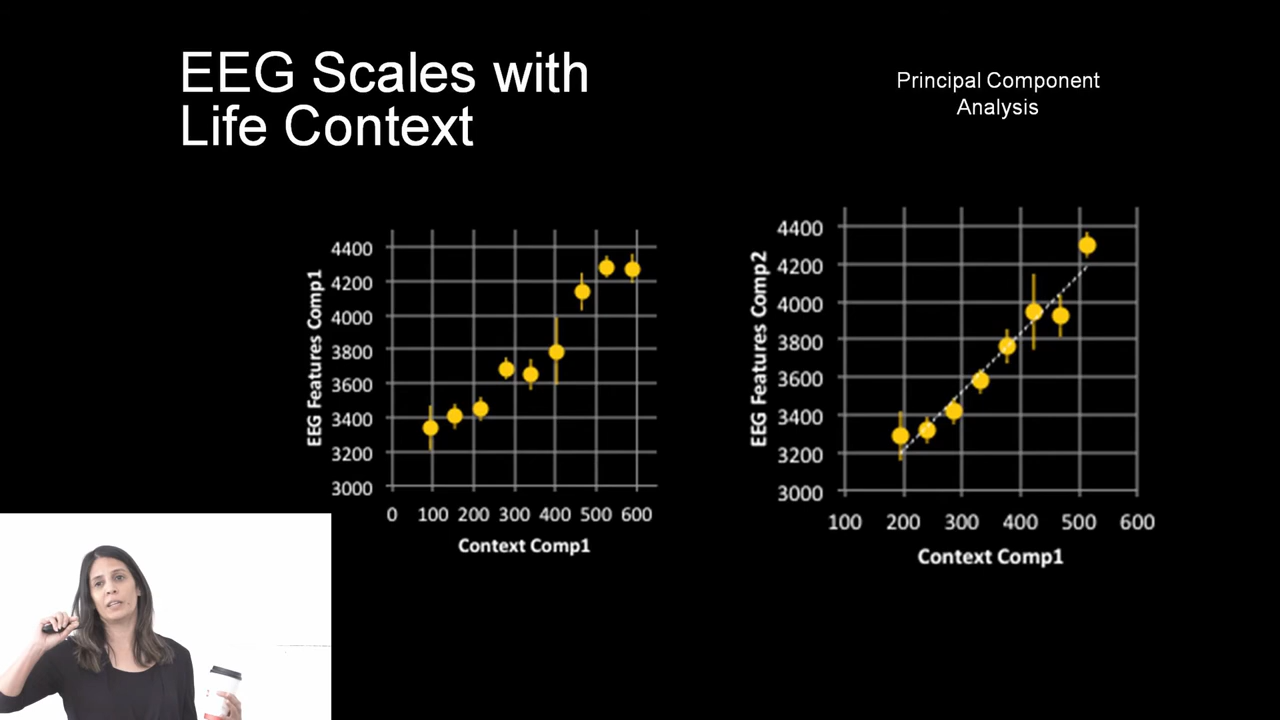 EEG Scales with
Life Context
Principal Component
Analysis
EEG Features Comp1
4400
4200
4000
3800
3600
3400
3200
3000
0 100 200 300 400 500 600
Context Comp1
EEG Features Comp2
4400
4200
4000
3800
3600
3400
3200
3000
100 200 300 400 500 600
Context Comp1